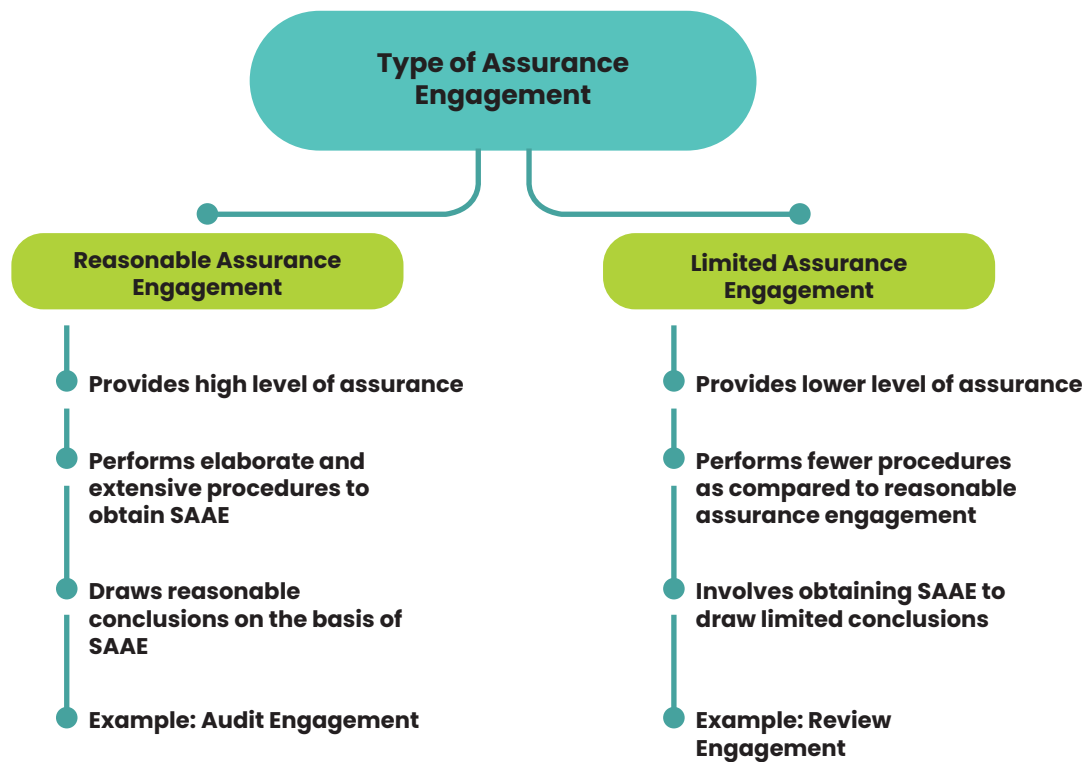 Type of Assurance
Engagement
Reasonable Assurance
Engagement
Provides high level of assurance
Performs elaborate and
extensive procedures to
obtain SAAE
Draws reasonable
conclusions on the basis of
SAAE
Example: Audit Engagement
Limited Assurance
Engagement
Provides lower level of assurance
Performs fewer procedures
as compared to reasonable
assurance engagement
Involves obtaining SAAE to
draw limited conclusions
Example: Review
Engagement